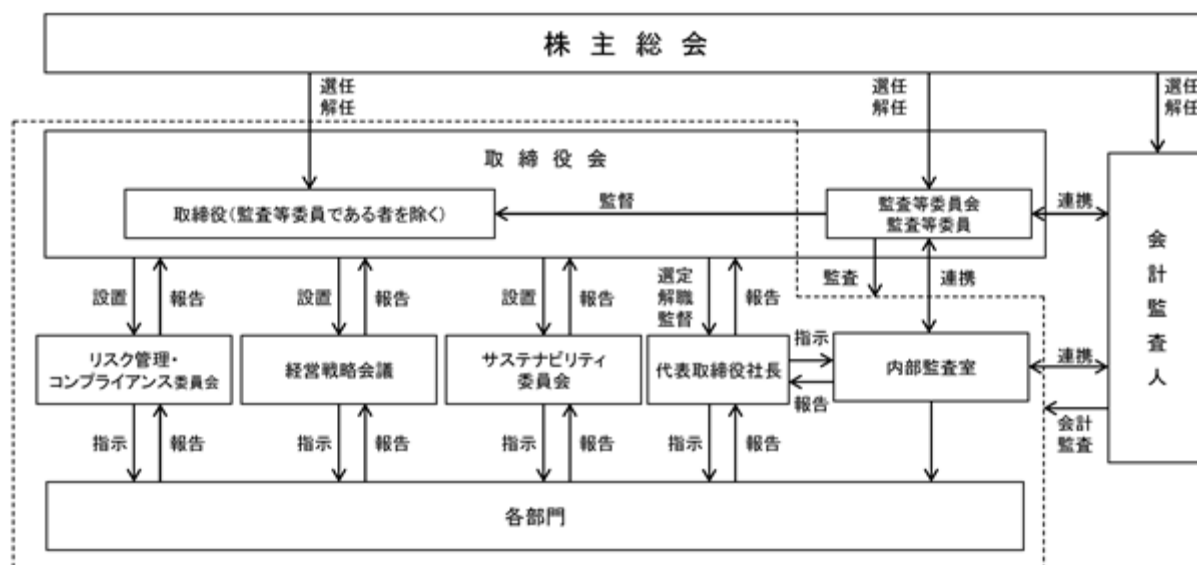 株主総会
選任
解任
選任
解任
選任
解任
取締役会
取締役(監査等委員である者を除く)
監督
監査等委員会
監査等委員
連携
会計監査人
設置
報告
設置
報告
設置
報告
選定
解職
監督
報告
監査
連携
リスク管理・
コンプライアンス委員会
経営戦略会議
サステナビリティ
委員会
代表取締役社長
指示
報告
内部監査室
連携
会計
監査
指示
報告
指示
報告
指示
報告
指示
報告
各部門